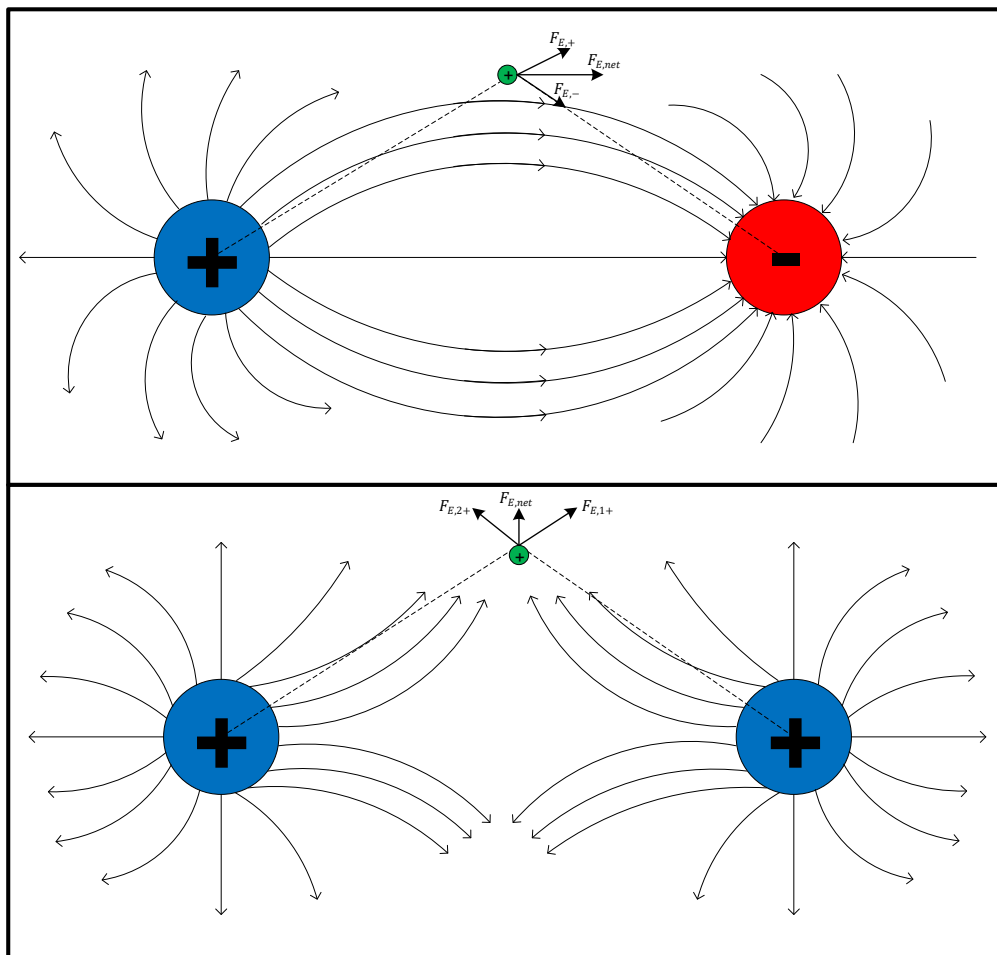 F_{E,+}
F_{E,net}
+
F_{E,−}
+
-
F_{E,net}
F_{E,2+}
F_{E,1+}
+
+
+